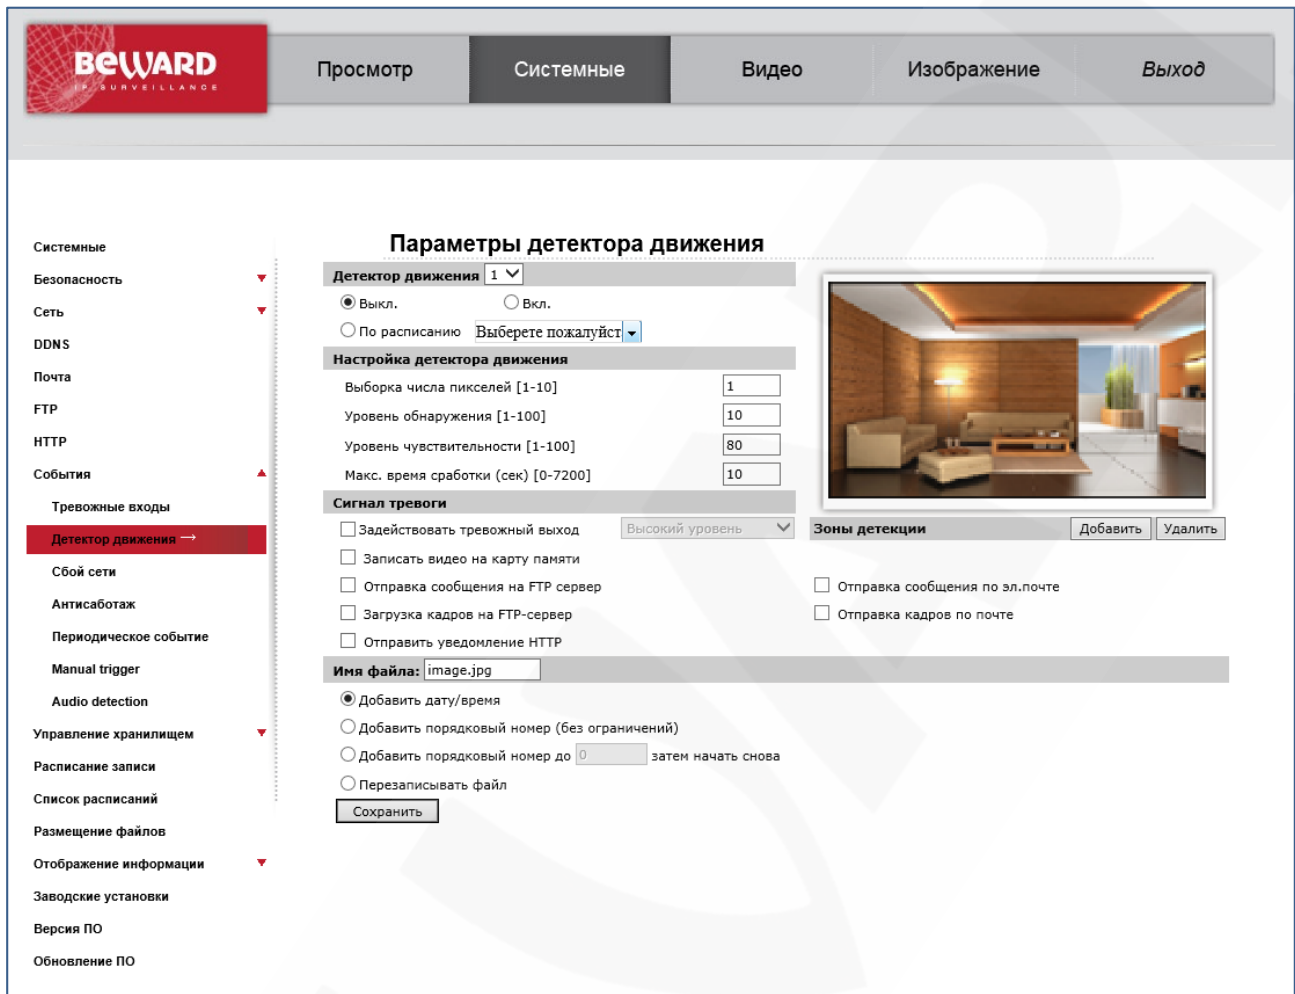 BEWARD
IP SURVEILLANCE
Просмотр
Системные
Видео
Изображение
Выход
Системные
Безопасность
Сеть
DDNS
Почта
FTP
HTTP
События
Тревожные входы
Детектор движения →
Сбой сети
Антисаботаж
Периодическое событие
Manual trigger
Audio detection
Управление хранилищем
Расписание записи
Список расписаний
Размещение файлов
Отображение информации
Заводские установки
Версия ПО
Обновление ПО
Параметры детектора движения
Детектор движения 1
Выкл. Вкл.
По расписанию Выберете пожалуйст
Настройка детектора движения
Выборка числа пикселей [1-10] 1
Уровень обнаружения [1-100] 10
Уровень чувствительности [1-100] 80
Макс. время сработки (сек) [0-7200] 10
Сигнал тревоги
Задействовать тревожный выход Высокий уровень
Зоны детекции Добавить Удалить
Записать видео на карту памяти
Отправка сообщения на FTP сервер Отправка сообщения по эл.почте
Загрузка кадров на FTP-сервер Отправка кадров по почте
Отправить уведомление HTTP
Имя файла: image.jpg
Добавить дату/время
Добавить порядковый номер (без ограничений)
Добавить порядковый номер до 0 затем начать снова
Перезаписывать файл
Сохранить